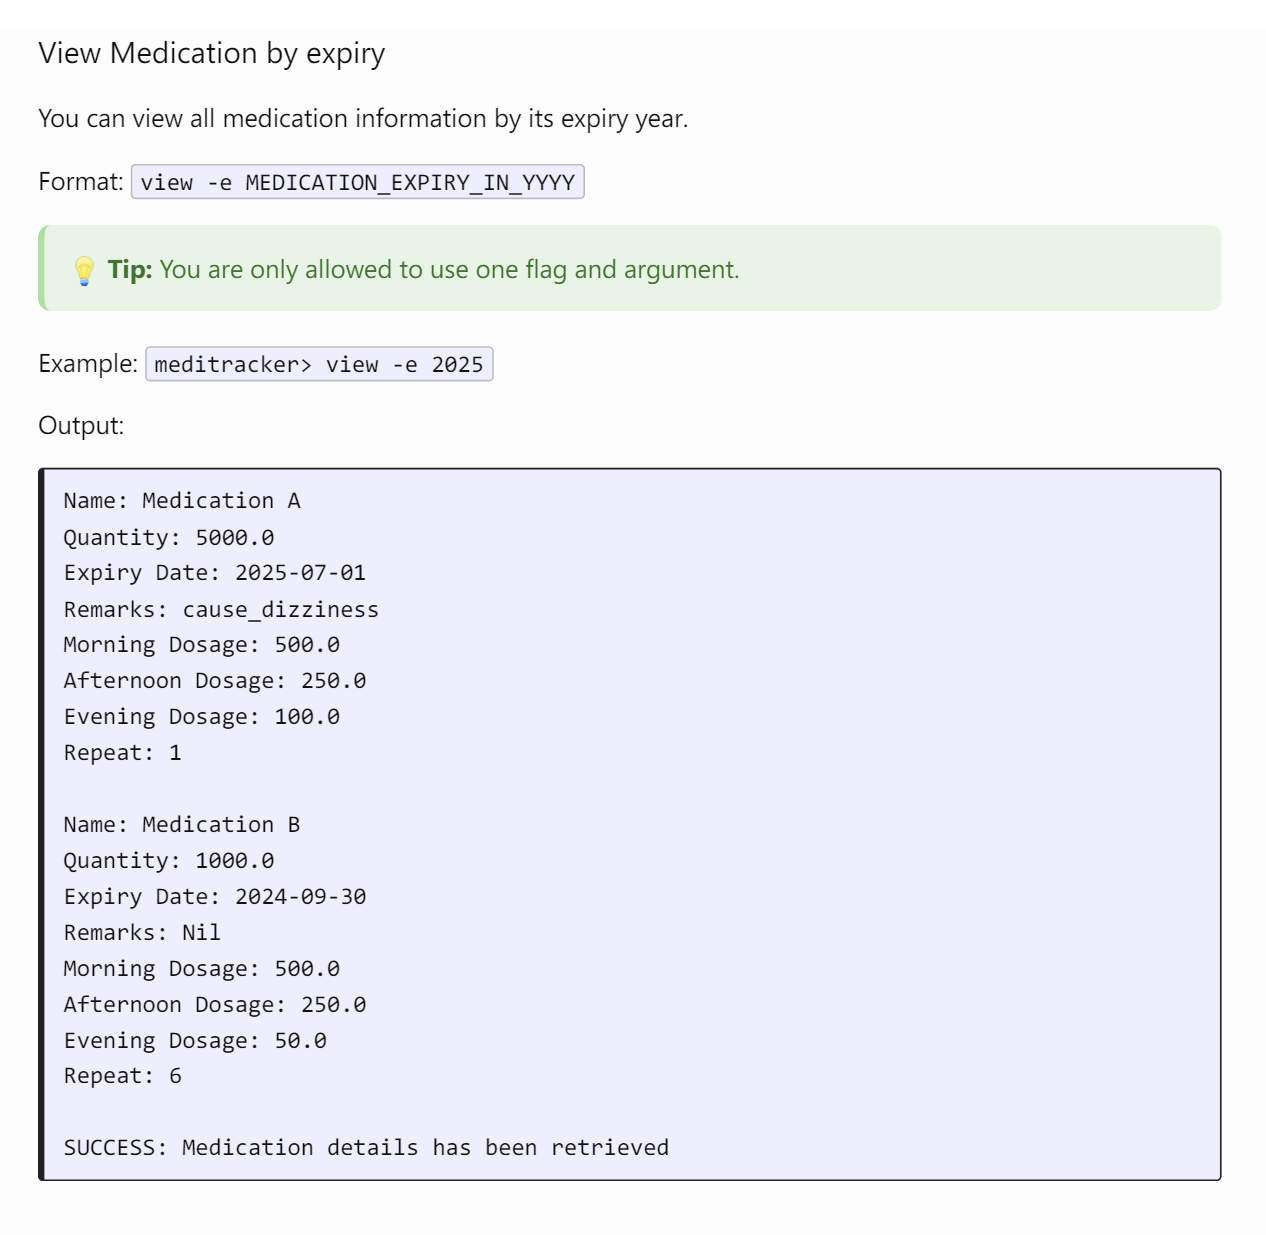 View Medication by expiry
You can view all medication information by its expiry year.
Format: view -e MEDICATION_EXPIRY_IN_YYYY
💡 Tip: You are only allowed to use one flag and argument.
Example: meditracker> view -e 2025
Output:
Name: Medication A
Quantity: 5000.0
Expiry Date: 2025-07-01
Remarks: cause_dizziness
Morning Dosage: 500.0
Afternoon Dosage: 250.0
Evening Dosage: 100.0
Repeat: 1
Name: Medication B
Quantity: 1000.0
Expiry Date: 2024-09-30
Remarks: Nil
Morning Dosage: 500.0
Afternoon Dosage: 250.0
Evening Dosage: 50.0
Repeat: 6
SUCCESS: Medication details has been retrieved